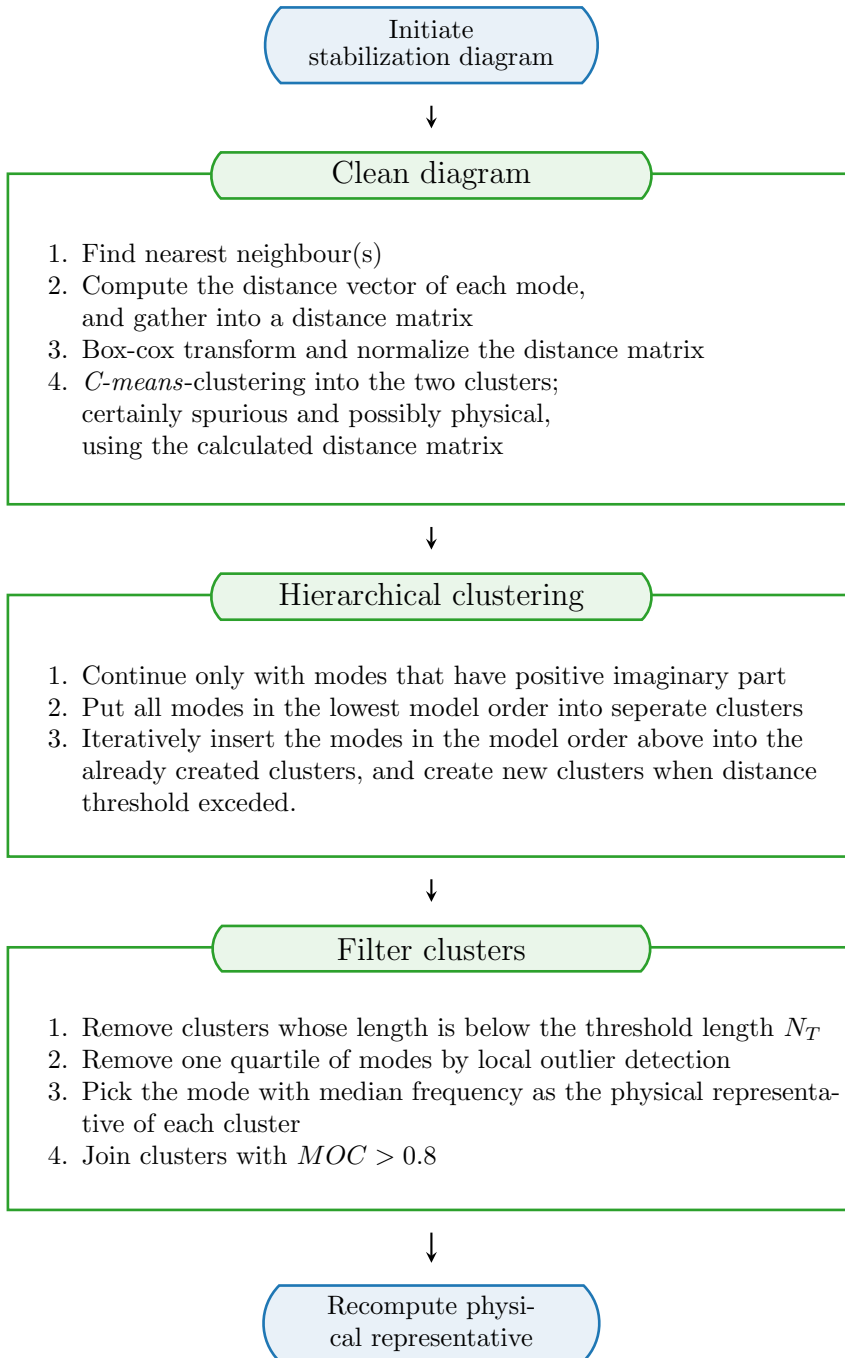 Initiate
stabilization diagram
Clean diagram
1. Find nearest neighbour(s)
2. Compute the distance vector of each mode,
and gather into a distance matrix
3. Box-cox transform and normalize the distance matrix
4. C-means-clustering into the two clusters;
certainly spurious and possibly physical,
using the calculated distance matrix
Hierarchical clustering
1. Continue only with modes that have positive imaginary part
2. Put all modes in the lowest model order into seperate clusters
3. Iteratively insert the modes in the model order above into the
already created clusters, and create new clusters when distance
threshold exceded.
Filter clusters
1. Remove clusters whose length is below the threshold length N_T
2. Remove one quartile of modes by local outlier detection
3. Pick the mode with median frequency as the physical representa-
tive of each cluster
4. Join clusters with MOC > 0.8
Recompute physi-
cal representative